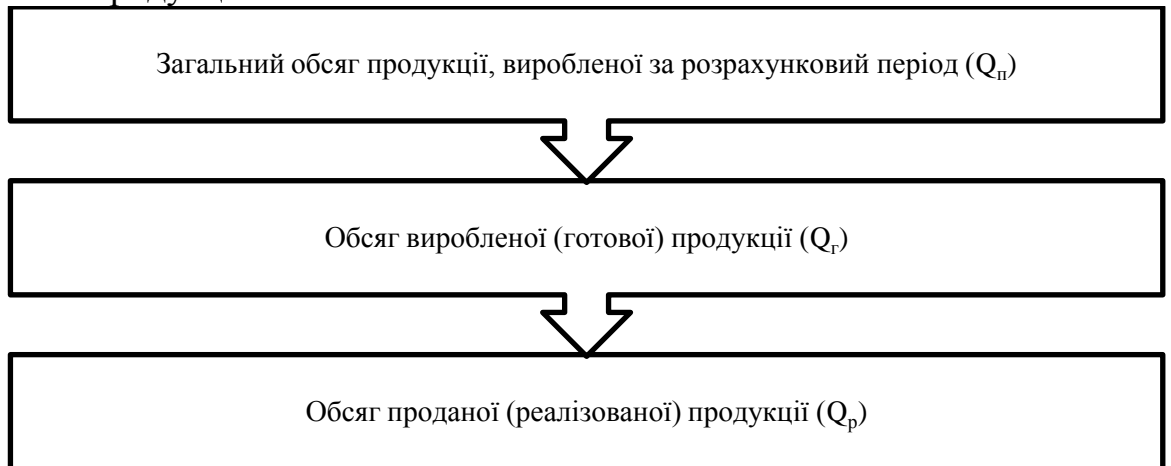 Загальний обсяг продукції, виробленої за розрахунковий період (Qп)
Обсяг виробленої (готової) продукції (Qг)
Обсяг проданої (реалізованої) продукції (Qр)